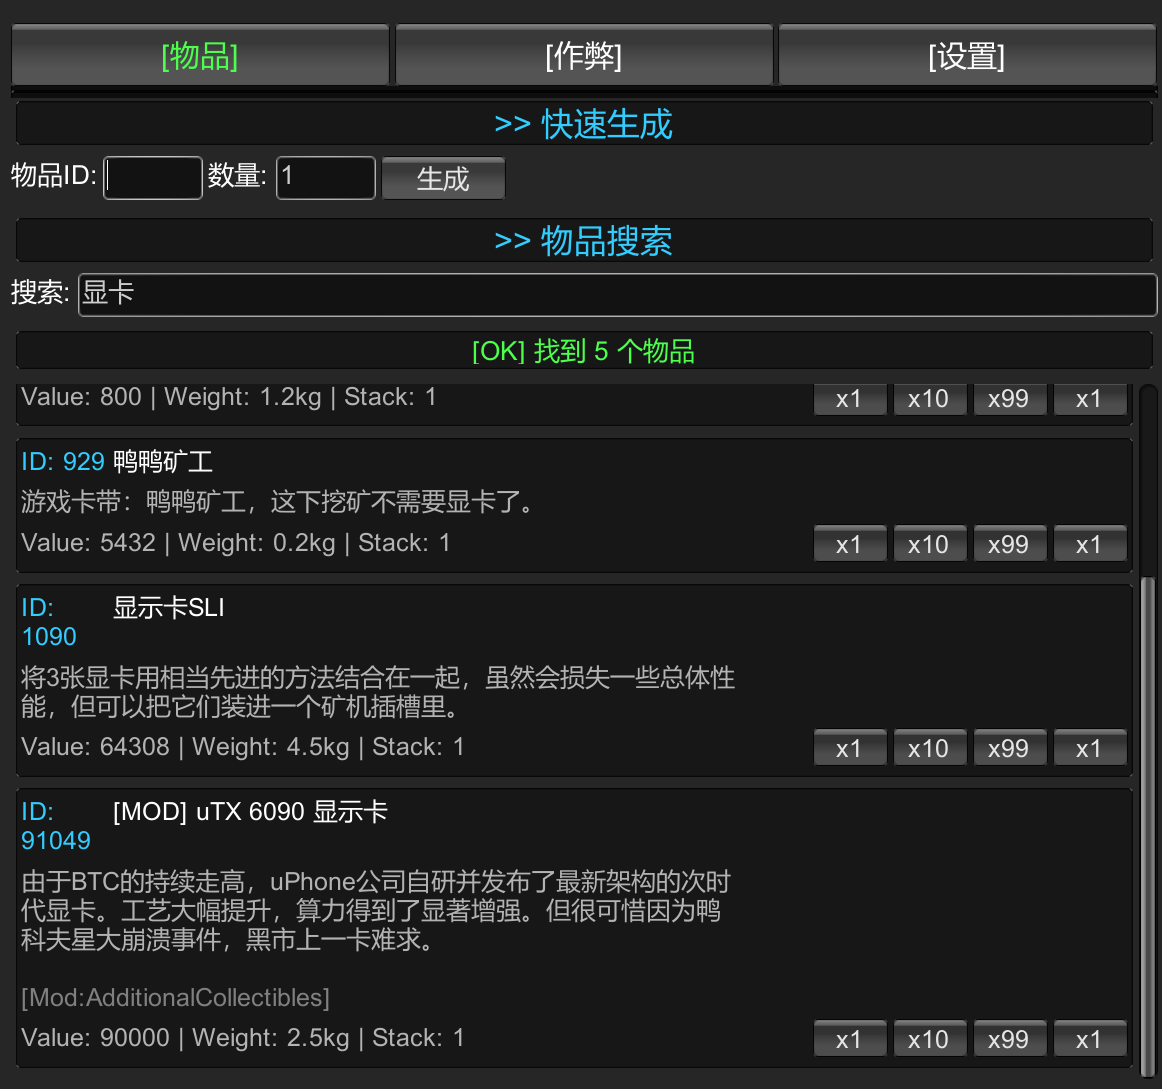 [物品] [作弊] [设置]
>> 快速生成
物品ID: 数量: 1 生成
>> 物品搜索
搜索: 显卡
[OK] 找到 5 个物品
Value: 800 | Weight: 1.2kg | Stack: 1 x1 x10 x99 x1
ID: 929 鸭鸭矿工
游戏卡带：鸭鸭矿工，这下挖矿不需要显卡了。
Value: 5432 | Weight: 0.2kg | Stack: 1 x1 x10 x99 x1
ID: 显示卡SLI
1090
将3张显卡用相当先进的方法结合在一起，虽然会损失一些总体性
能，但可以把它们装进一个矿机插槽里。
Value: 64308 | Weight: 4.5kg | Stack: 1 x1 x10 x99 x1
ID: [MOD] uTX 6090 显示卡
91049
由于BTC的持续走高，uPhone公司自研并发布了最新架构的次时
代显卡。工艺大幅提升，算力得到了显著增强。但很可惜因为鸭
科夫星大崩溃事件，黑市上一卡难求。
[Mod:AdditionalCollectibles]
Value: 90000 | Weight: 2.5kg | Stack: 1 x1 x10 x99 x1